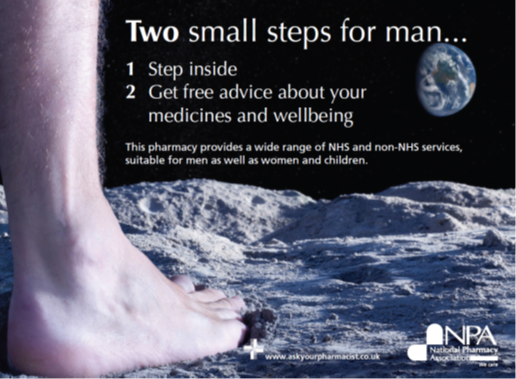 Two small steps for man...
1 Step inside
2 Get free advice about your
medicines and wellbeing
This pharmacy provides a wide range of NHS and non-NHS services,
suitable for men as well as women and children.
www.askyourpharmacist.co.uk
NPA
National Pharmacy
Association
We care